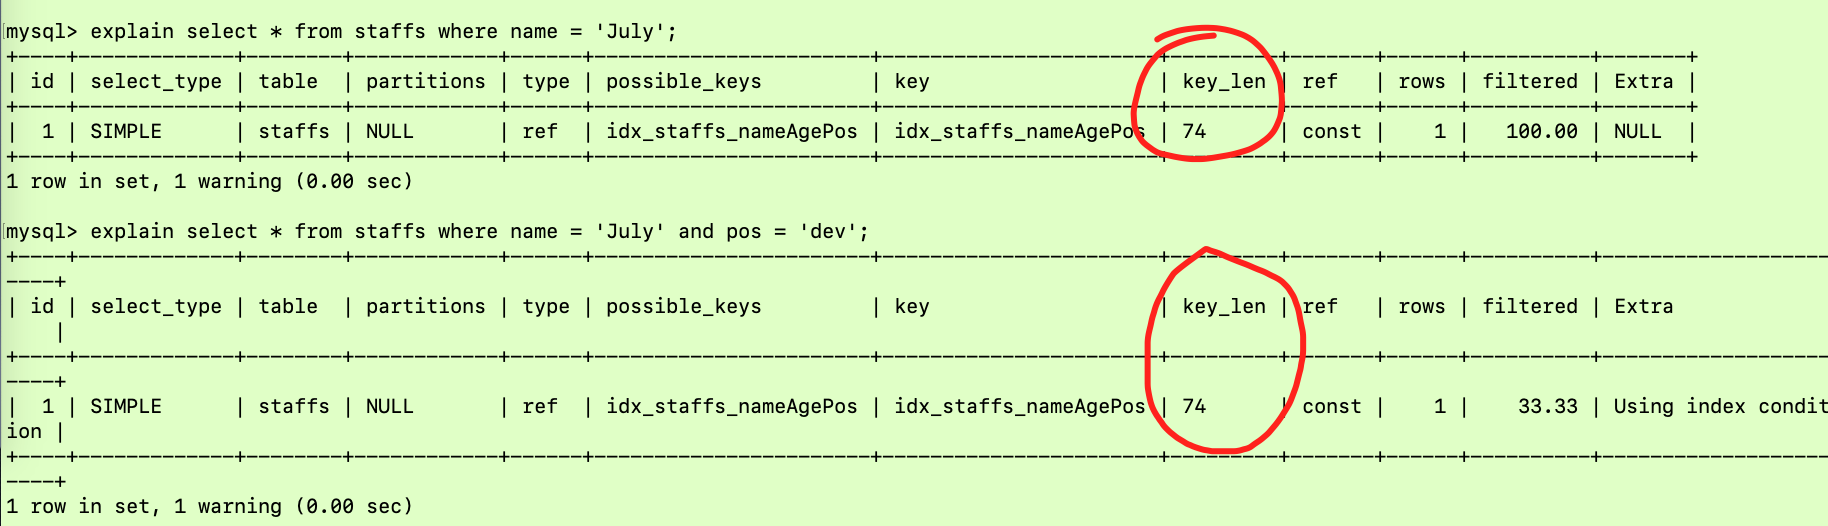 mysql> explain select * from staffs where name = 'July';
+----+-------------+--------+------------+------+-----------------------+-----------------------+---------+-------+------+----------+-------+
| id | select_type | table  | partitions | type | possible_keys         | key                   | key_len | ref   | rows | filtered | Extra |
+----+-------------+--------+------------+------+-----------------------+-----------------------+---------+-------+------+----------+-------+
|  1 | SIMPLE      | staffs | NULL       | ref  | idx_staffs_nameAgePos | idx_staffs_nameAgePos | 74      | const |    1 |   100.00 | NULL  |
+----+-------------+--------+------------+------+-----------------------+-----------------------+---------+-------+------+----------+-------+
1 row in set, 1 warning (0.00 sec)
mysql> explain select * from staffs where name = 'July' and pos = 'dev';
+----+-------------+--------+------------+------+-----------------------+-----------------------+---------+-------+------+----------+-------------------
----+
| id | select_type | table  | partitions | type | possible_keys         | key                   | key_len | ref   | rows | filtered | Extra
    |
+----+-------------+--------+------------+------+-----------------------+-----------------------+---------+-------+------+----------+-------------------
----+
|  1 | SIMPLE      | staffs | NULL       | ref  | idx_staffs_nameAgePos | idx_staffs_nameAgePos | 74      | const |    1 |    33.33 | Using index condit
ion |
+----+-------------+--------+------------+------+-----------------------+-----------------------+---------+-------+------+----------+-------------------
----+
1 row in set, 1 warning (0.00 sec)